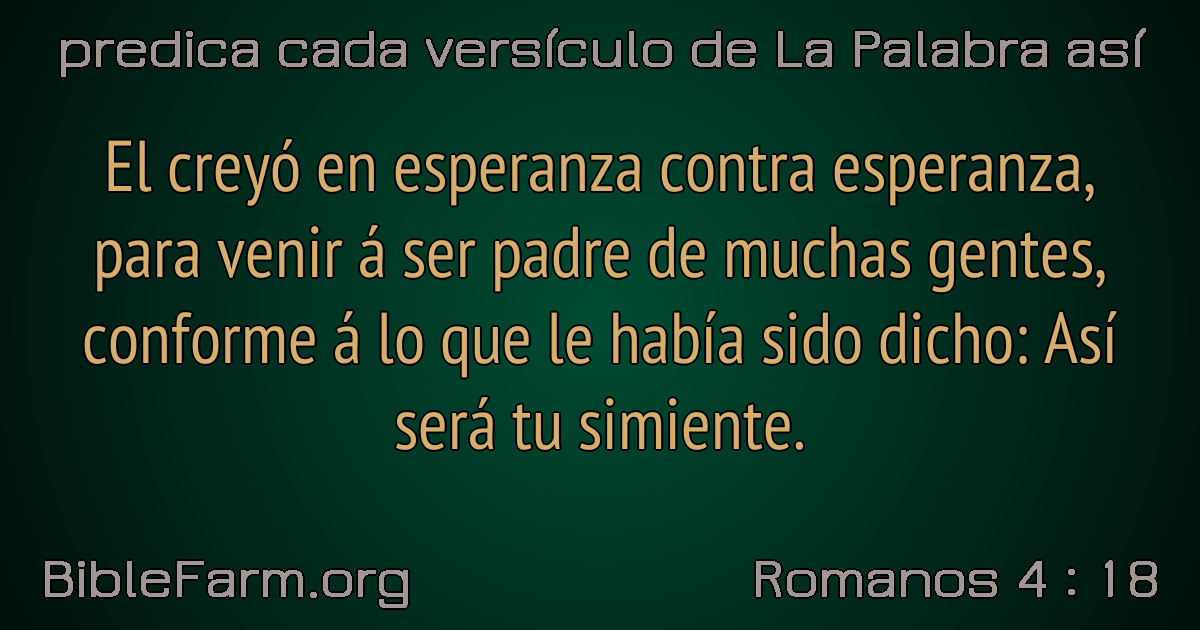 predica cada versículo de La Palabra así
El creyó en esperanza contra esperanza,
para venir á ser padre de muchas gentes,
conforme á lo que le había sido dicho: Así
será tu simiente.
BibleFarm.org
Romanos 4 : 18